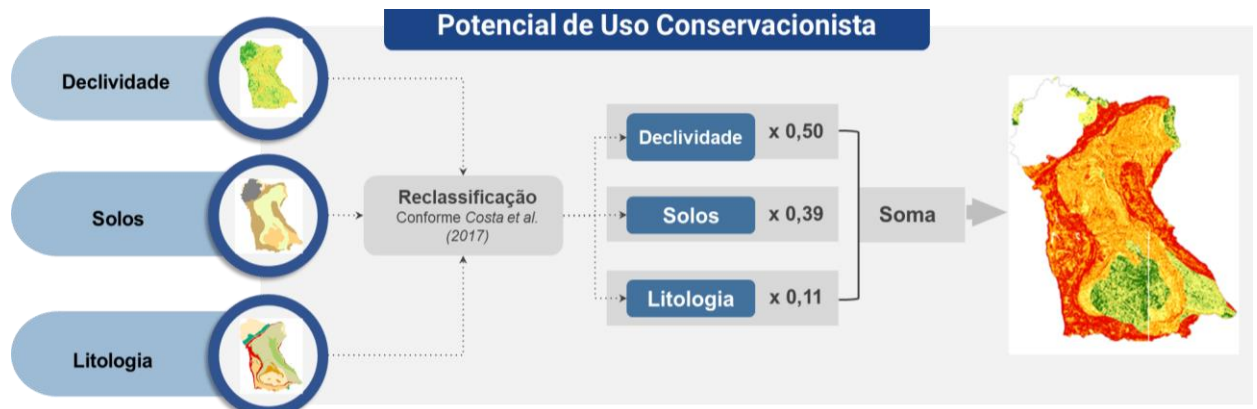 Potencial de Uso Conservacionista
Declividade
Solos
Litologia
Reclassificação
Conforme Costa et al.
(2017)
Declividade x 0,50
Solos x 0,39
Litologia x 0,11
Soma